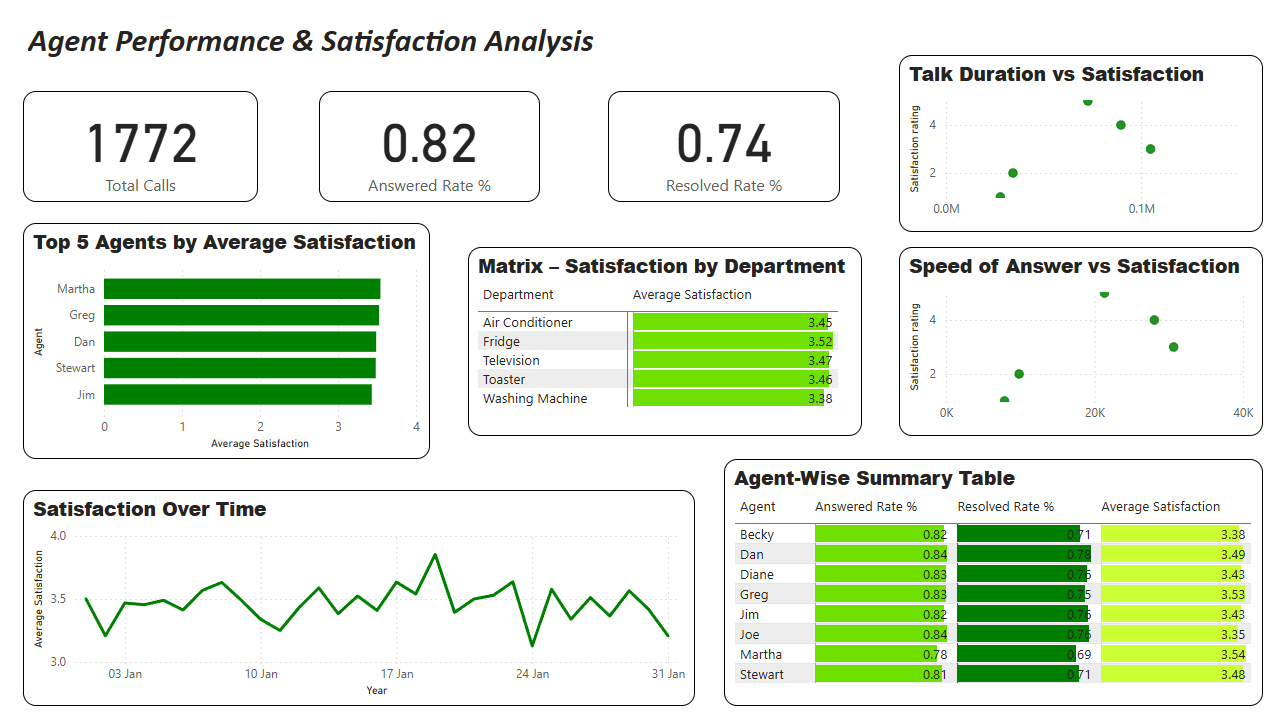 Agent Performance & Satisfaction Analysis
1772
Total Calls
0.82
Answered Rate %
0.74
Resolved Rate %
Talk Duration vs Satisfaction
Satisfaction rating
4
2
0.0M 0.1M
Top 5 Agents by Average Satisfaction
Agent
Martha
Greg
Dan
Stewart
Jim
0 1 2 3 4
Average Satisfaction
Matrix – Satisfaction by Department
Department Average Satisfaction
Air Conditioner 3.45
Fridge 3.52
Television 3.47
Toaster 3.46
Washing Machine 3.38
Speed of Answer vs Satisfaction
Satisfaction rating
4
2
0K 20K 40K
Satisfaction Over Time
Average Satisfaction
4.0
3.5
3.0
03 Jan 10 Jan 17 Jan 24 Jan 31 Jan
Year
Agent-Wise Summary Table
Agent Answered Rate % Resolved Rate % Average Satisfaction
Becky 0.82 0.71 3.38
Dan 0.84 0.78 3.49
Diane 0.83 0.76 3.43
Greg 0.83 0.75 3.53
Jim 0.82 0.76 3.43
Joe 0.84 0.76 3.35
Martha 0.78 0.69 3.54
Stewart 0.81 0.71 3.48